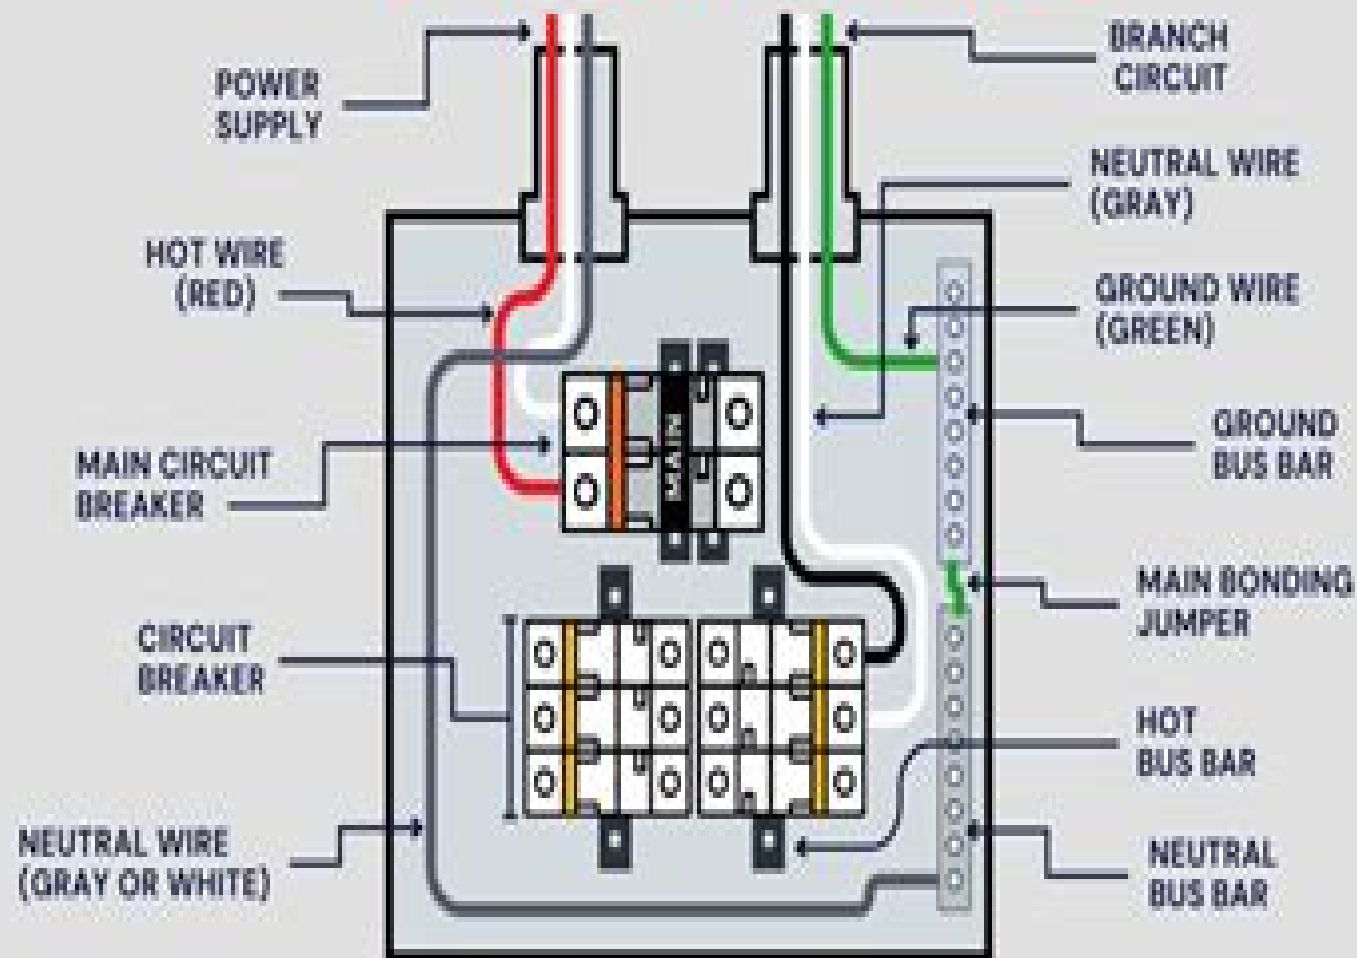 POWER
SUPPLY
BRANCH
CIRCUIT
NEUTRAL WIRE
(GRAY)
HOT WIRE
(RED)
GROUND WIRE
(GREEN)
GROUND
BUS BAR
MAIN CIRCUIT
BREAKER
MAIN
MAIN BONDING
JUMPER
CIRCUIT
BREAKER
HOT
BUS BAR
NEUTRAL WIRE
(GRAY OR WHITE)
NEUTRAL
BUS BAR